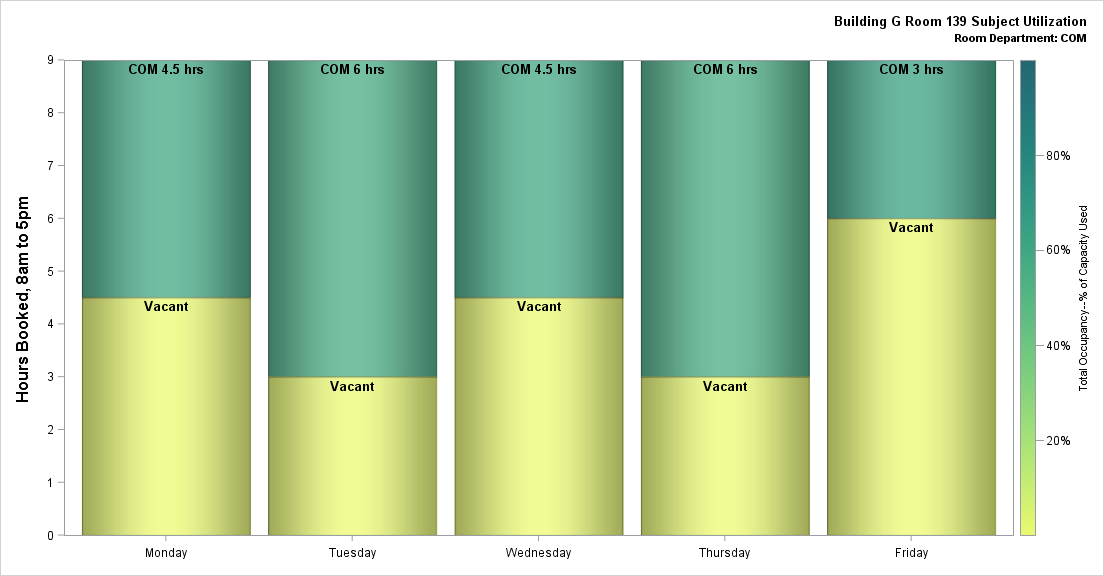 Building G Room 139 Subject Utilization
Room Department: COM
Hours Booked, 8am to 5pm
9
8
7
6
5
4
3
2
1
0
COM 4.5 hrs
Vacant
COM 6 hrs
Vacant
COM 4.5 hrs
Vacant
COM 6 hrs
Vacant
COM 3 hrs
Vacant
Monday
Tuesday
Wednesday
Thursday
Friday
80%
60%
40%
20%
Total Occupancy--% of Capacity Used